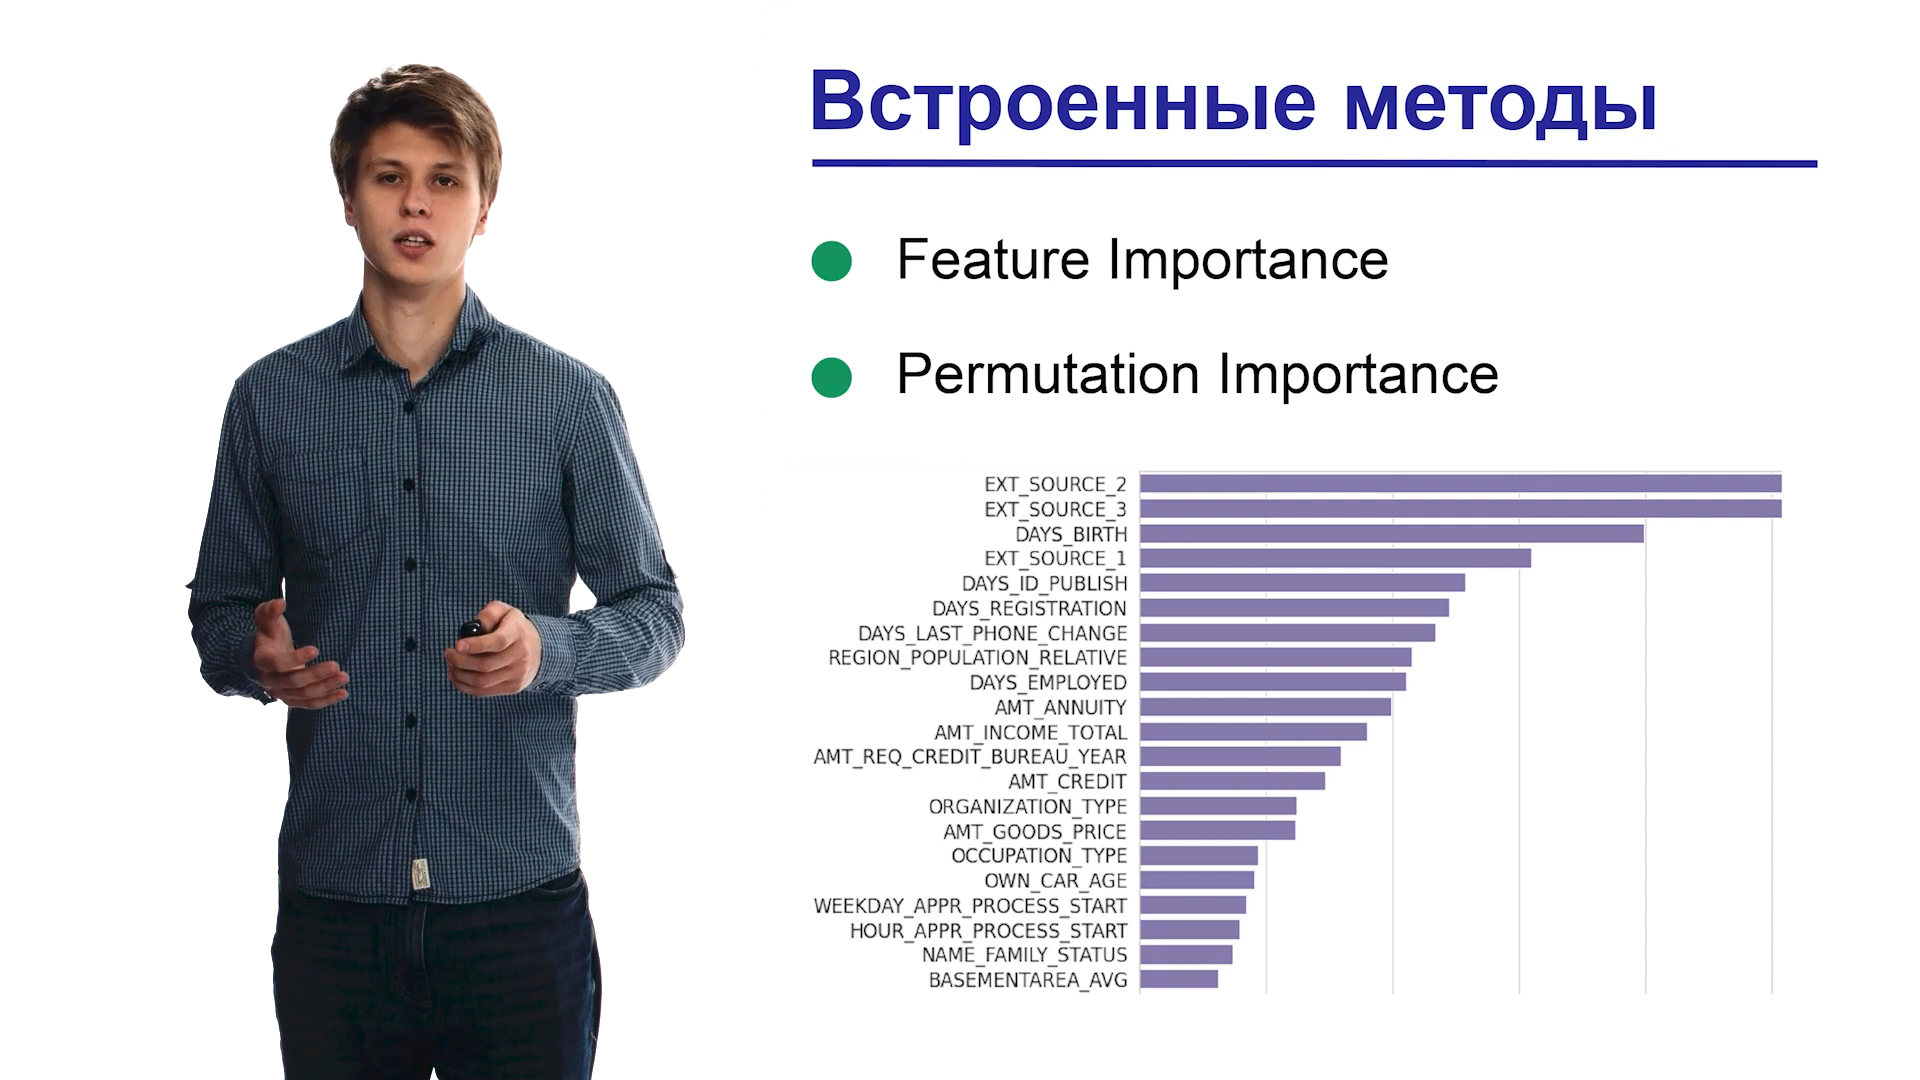 Встроенные методы
Feature Importance
Permutation Importance
EXT_SOURCE_2
EXT_SOURCE_3
DAYS_BIRTH
EXT_SOURCE_1
DAYS_ID_PUBLISH
DAYS_REGISTRATION
DAYS_LAST_PHONE_CHANGE
REGION_POPULATION_RELATIVE
DAYS_EMPLOYED
AMT_ANNUITY
AMT_INCOME_TOTAL
AMT_REQ_CREDIT_BUREAU_YEAR
AMT_CREDIT
ORGANIZATION_TYPE
AMT_GOODS_PRICE
OCCUPATION_TYPE
OWN_CAR_AGE
WEEKDAY_APPR_PROCESS_START
HOUR_APPR_PROCESS_START
NAME_FAMILY_STATUS
BASEMENTAREA_AVG